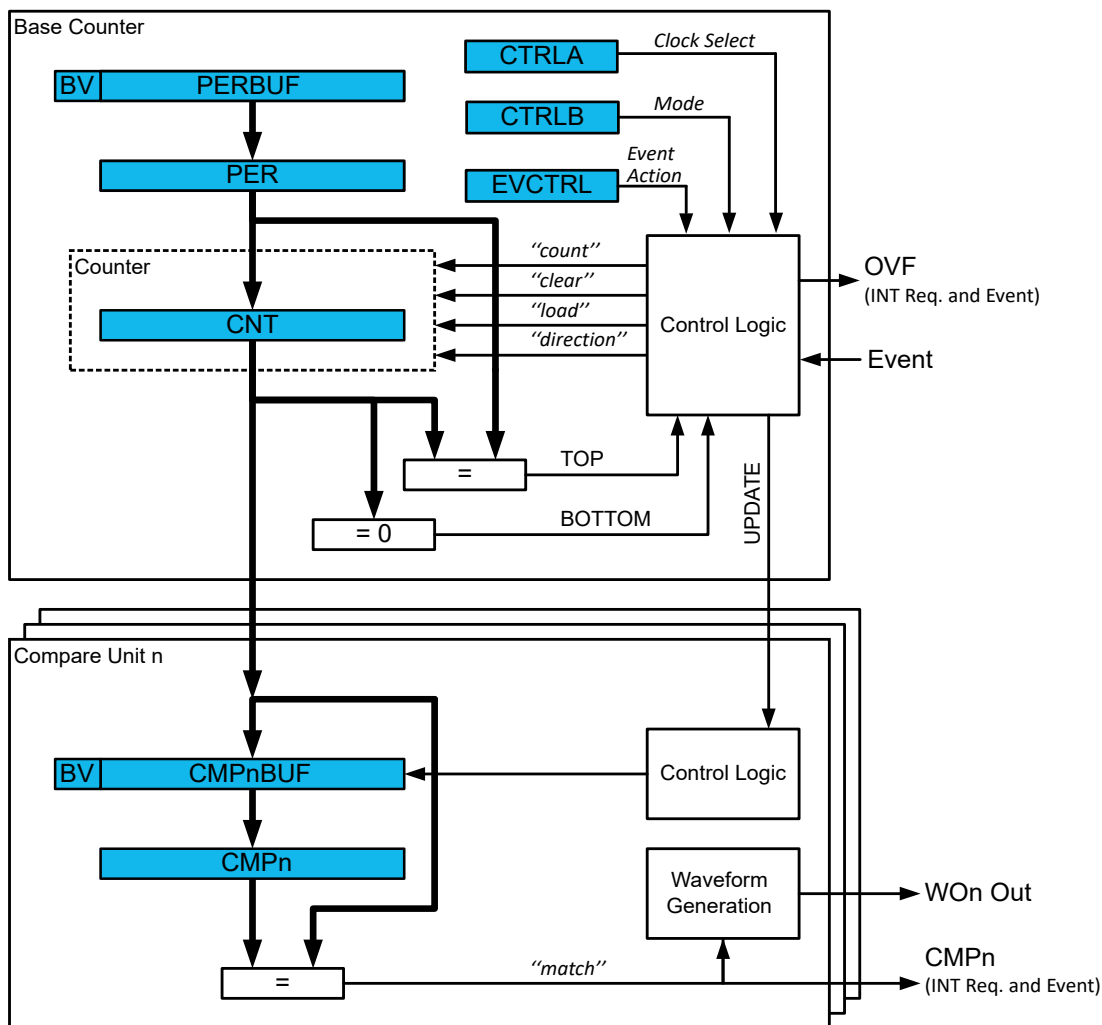 Base Counter
CTRLA
Clock Select
BV
PERBUF
CTRLB
Mode
PER
EVCTRL
Event
Action
Counter
CNT
“count”
“clear”
“load”
“direction”
Control Logic
OVF
(INT Req. and Event)
Event
=
TOP
= 0
BOTTOM
UPDATE
Compare Unit n
BV
CMPnBUF
Control Logic
CMPn
Waveform
Generation
WOn Out
=
“match”
CMPn
(INT Req. and Event)